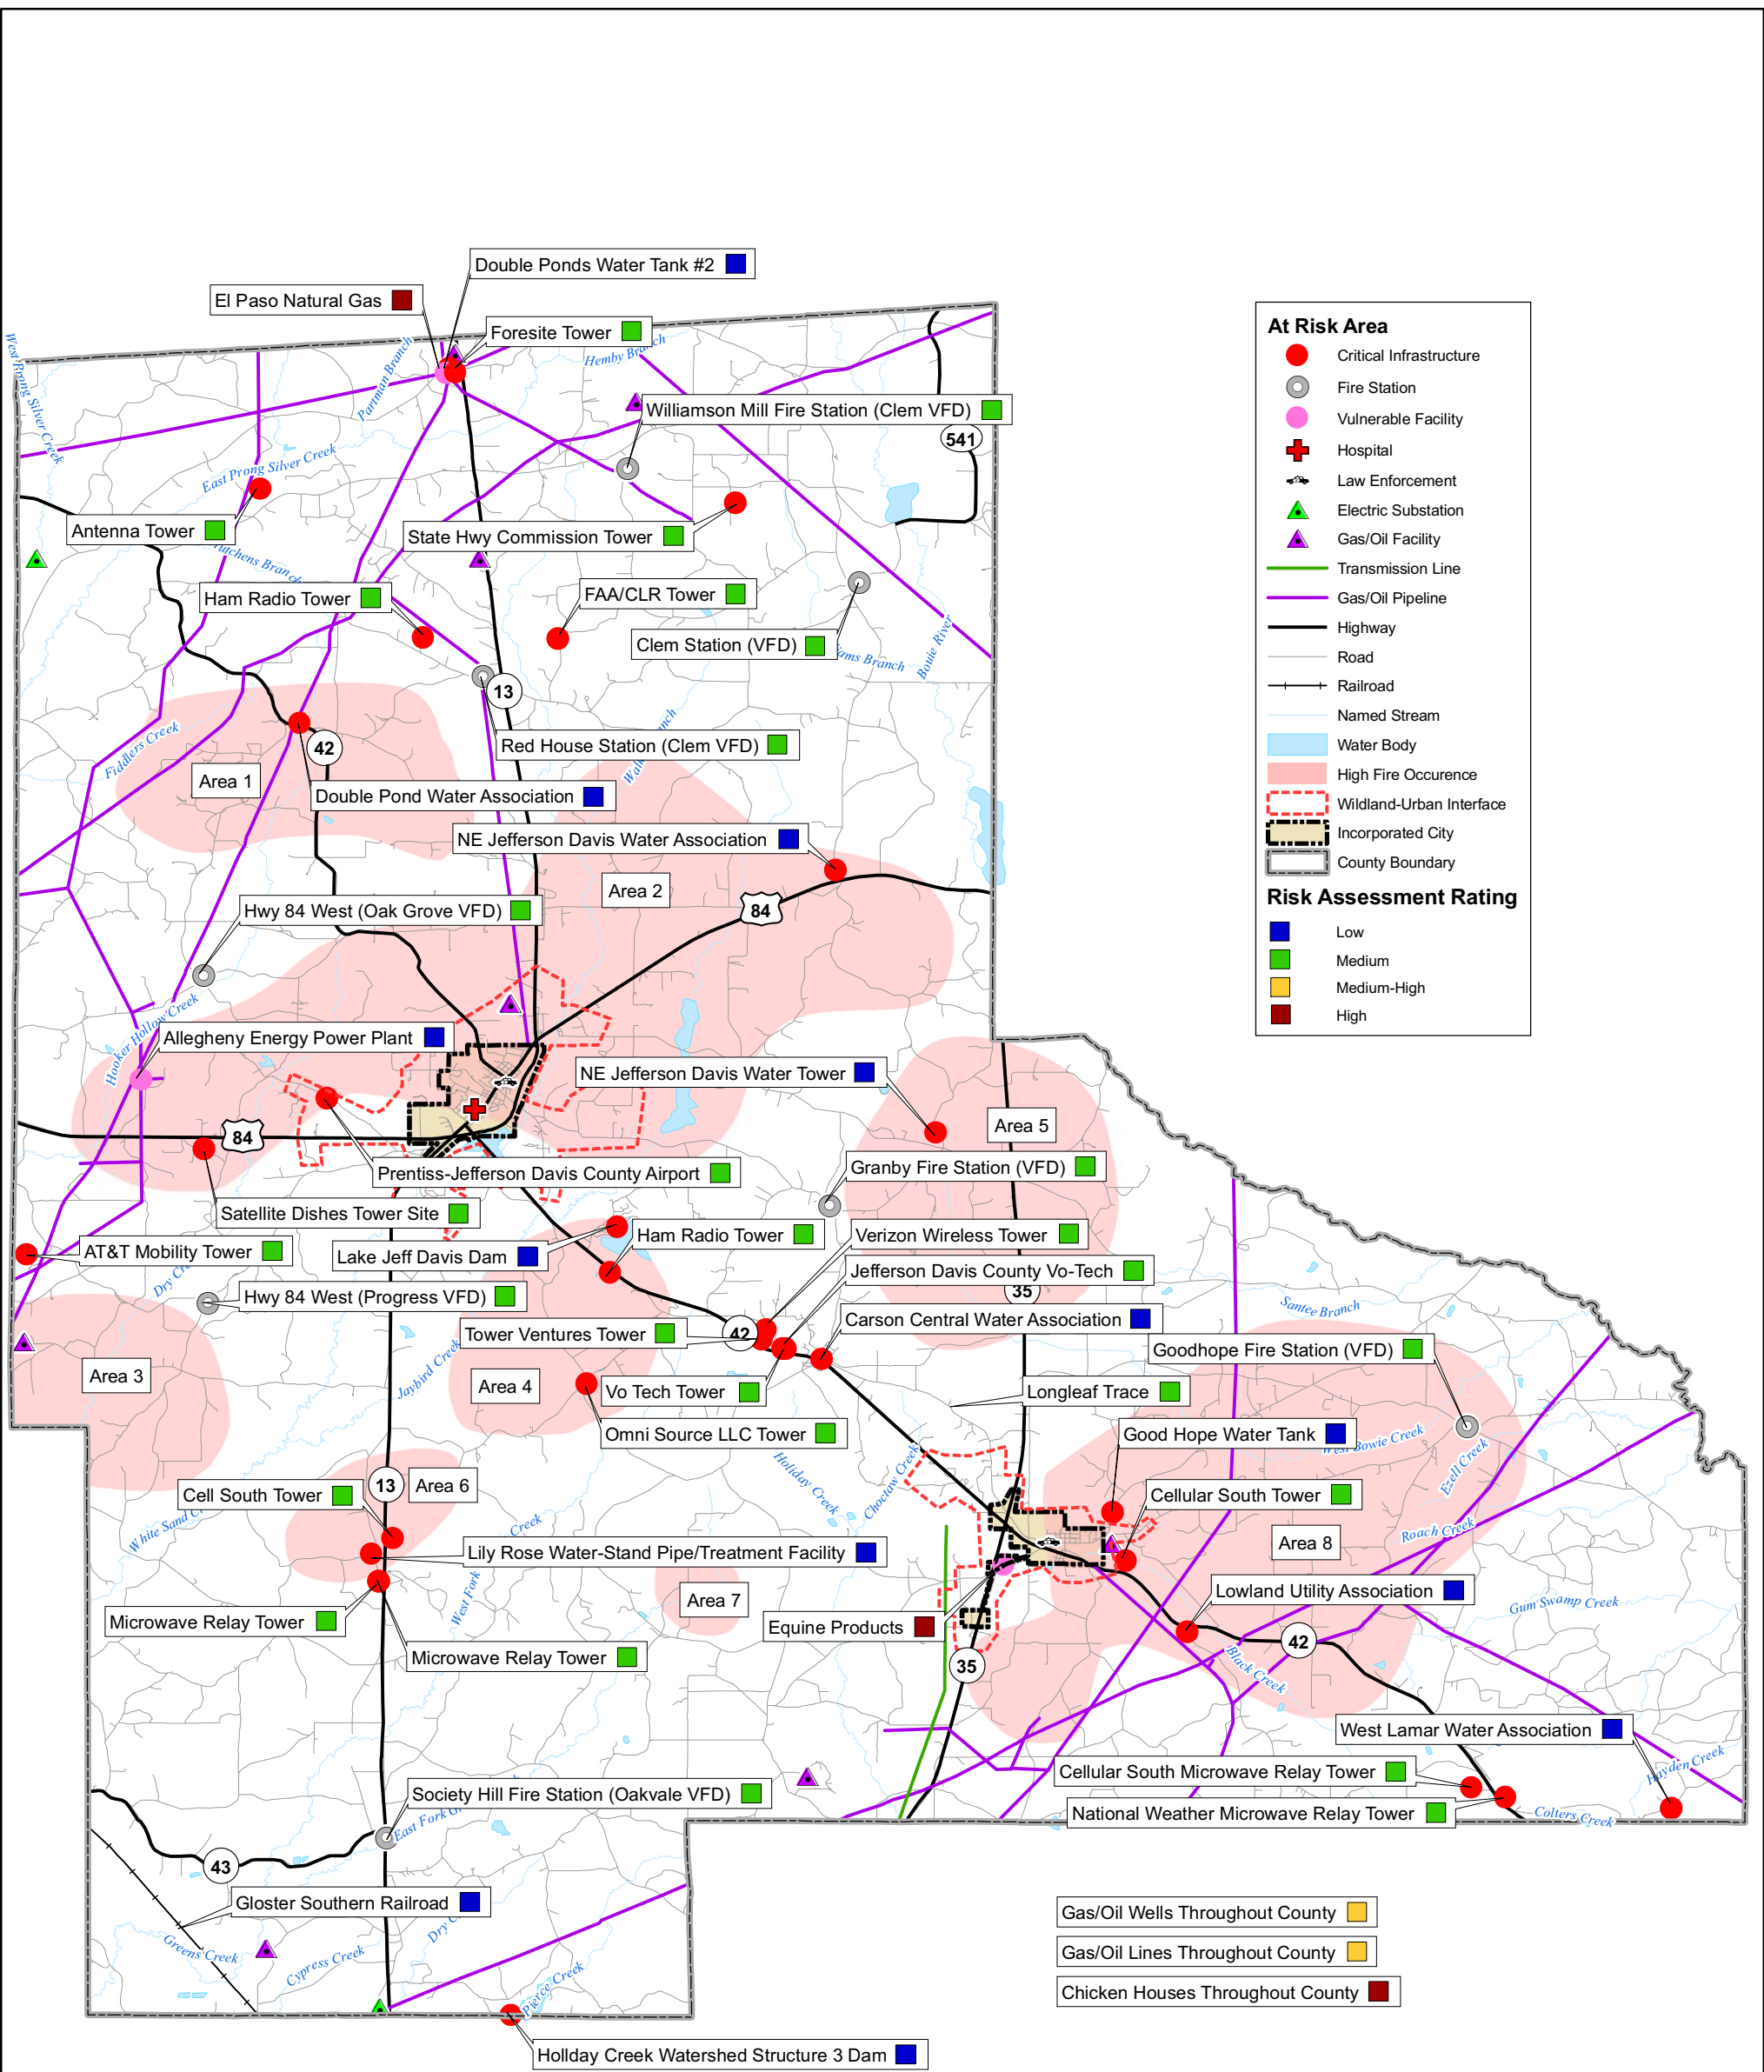 Double Ponds Water Tank #2
El Paso Natural Gas
Foresite Tower
Hemby Branch
Partman Branch
West Prong Silver Creek
Williamson Mill Fire Station (Clem VFD)
541
East Prong Silver Creek
Antenna Tower
State Hwy Commission Tower
Ham Radio Tower
FAA/CLR Tower
Clem Station (VFD)
Bouie River
13
Red House Station (Clem VFD)
Fiddlers Creek
42
Area 1
Double Pond Water Association
NE Jefferson Davis Water Association
Area 2
84
Hwy 84 West (Oak Grove VFD)
Hooker Hollow Creek
Allegheny Energy Power Plant
NE Jefferson Davis Water Tower
Area 5
84
Prentiss-Jefferson Davis County Airport
Granby Fire Station (VFD)
Satellite Dishes Tower Site
AT&T Mobility Tower
Lake Jeff Davis Dam
Ham Radio Tower
Verizon Wireless Tower
Jefferson Davis County Vo-Tech
35
Hwy 84 West (Progress VFD)
Santee Branch
Carson Central Water Association
Tower Ventures Tower
42
Goodhope Fire Station (VFD)
Area 3
Jaybird Creek
Area 4
Vo Tech Tower
Longleaf Trace
Omni Source LLC Tower
Good Hope Water Tank
West Bowie Creek
Ezell Creek
Holiday Creek
Choctaw Creek
13
Area 6
Cell South Tower
Cellular South Tower
White Sand
Creek
Roach Creek
Area 8
Lily Rose Water-Stand Pipe/Treatment Facility
West Fork
Area 7
Lowland Utility Association
Gum Swamp Creek
Microwave Relay Tower
Equine Products
Microwave Relay Tower
42
35
Black Creek
West Lamar Water Association
Hayden Creek
Cellular South Microwave Relay Tower
Society Hill Fire Station (Oakvale VFD)
National Weather Microwave Relay Tower
Colters Creek
East Fork
43
Gloster Southern Railroad
Greens Creek
Cypress Creek
Pierce Creek
Hollday Creek Watershed Structure 3 Dam
Gas/Oil Wells Throughout County
Gas/Oil Lines Throughout County
Chicken Houses Throughout County
At Risk Area
Critical Infrastructure
Fire Station
Vulnerable Facility
Hospital
Law Enforcement
Electric Substation
Gas/Oil Facility
Transmission Line
Gas/Oil Pipeline
Highway
Road
Railroad
Named Stream
Water Body
High Fire Occurence
Wildland-Urban Interface
Incorporated City
County Boundary
Risk Assessment Rating
Low
Medium
Medium-High
High